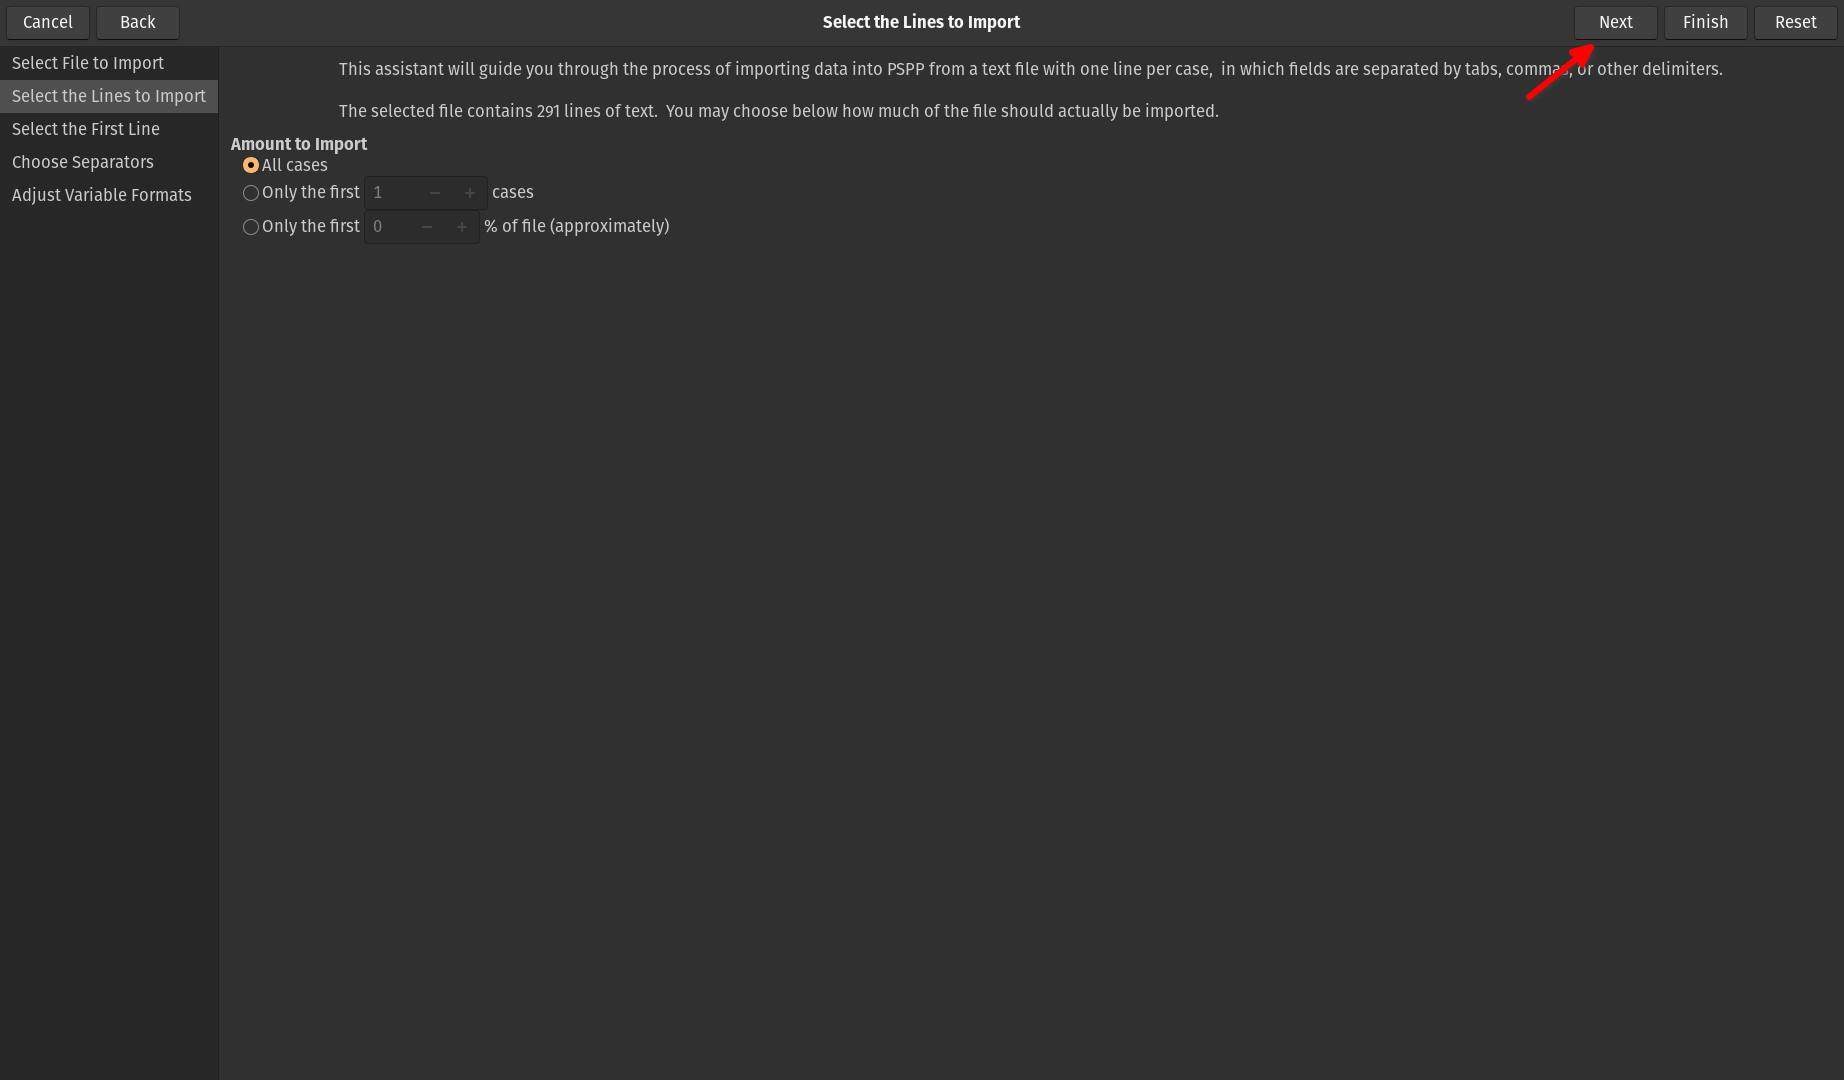 Cancel Back Select the Lines to Import Next Finish Reset
Select File to Import
Select the Lines to Import
Select the First Line
Choose Separators
Adjust Variable Formats
This assistant will guide you through the process of importing data into PSPP from a text file with one line per case,  in which fields are separated by tabs, commas, or other delimiters.
The selected file contains 291 lines of text.  You may choose below how much of the file should actually be imported.
Amount to Import
All cases
Only the first 1 − + cases
Only the first 0 − + % of file (approximately)